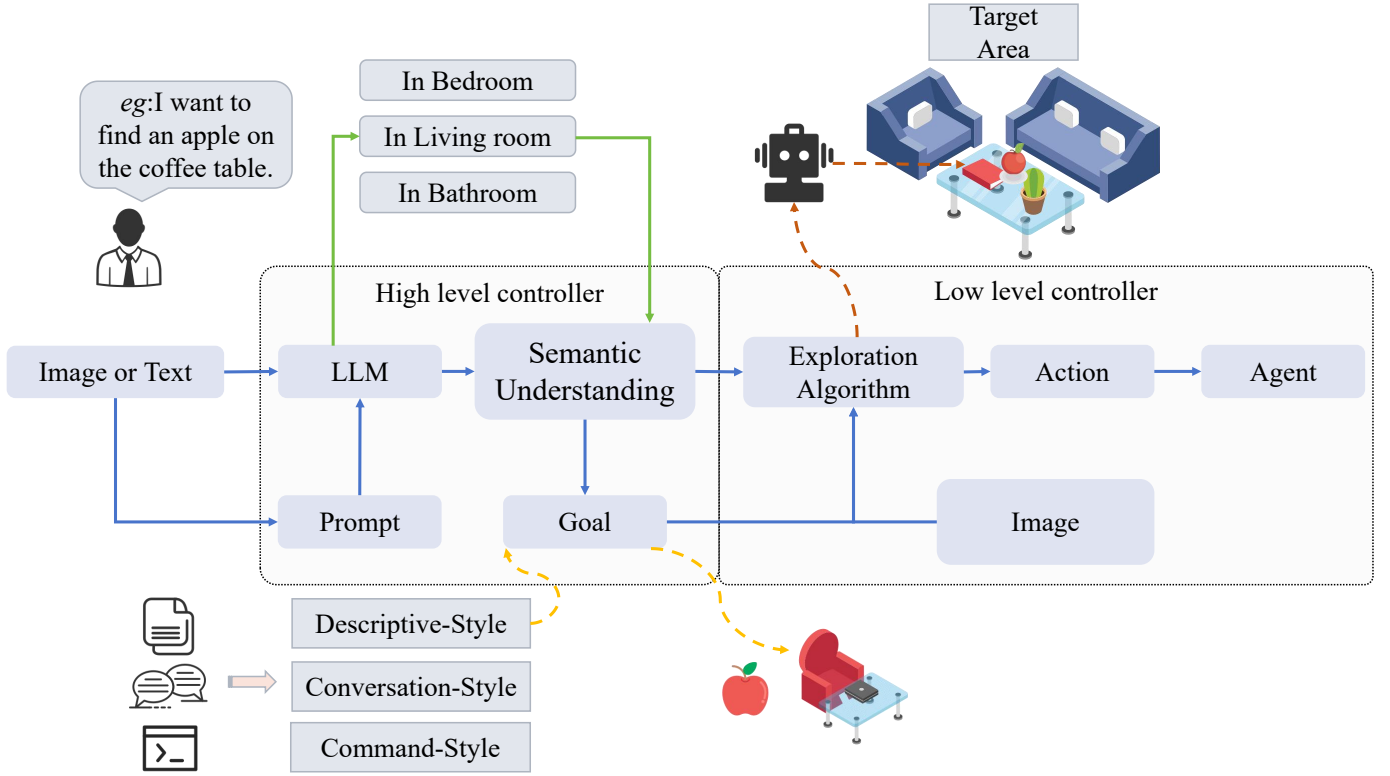 Target
Area
In Bedroom
eg:I want to
find an apple on
the coffee table.
In Living room
In Bathroom
High level controller
Low level controller
Image or Text
LLM
Semantic
Understanding
Exploration
Algorithm
Action
Agent
Prompt
Goal
Image
Descriptive-Style
Conversation-Style
Command-Style